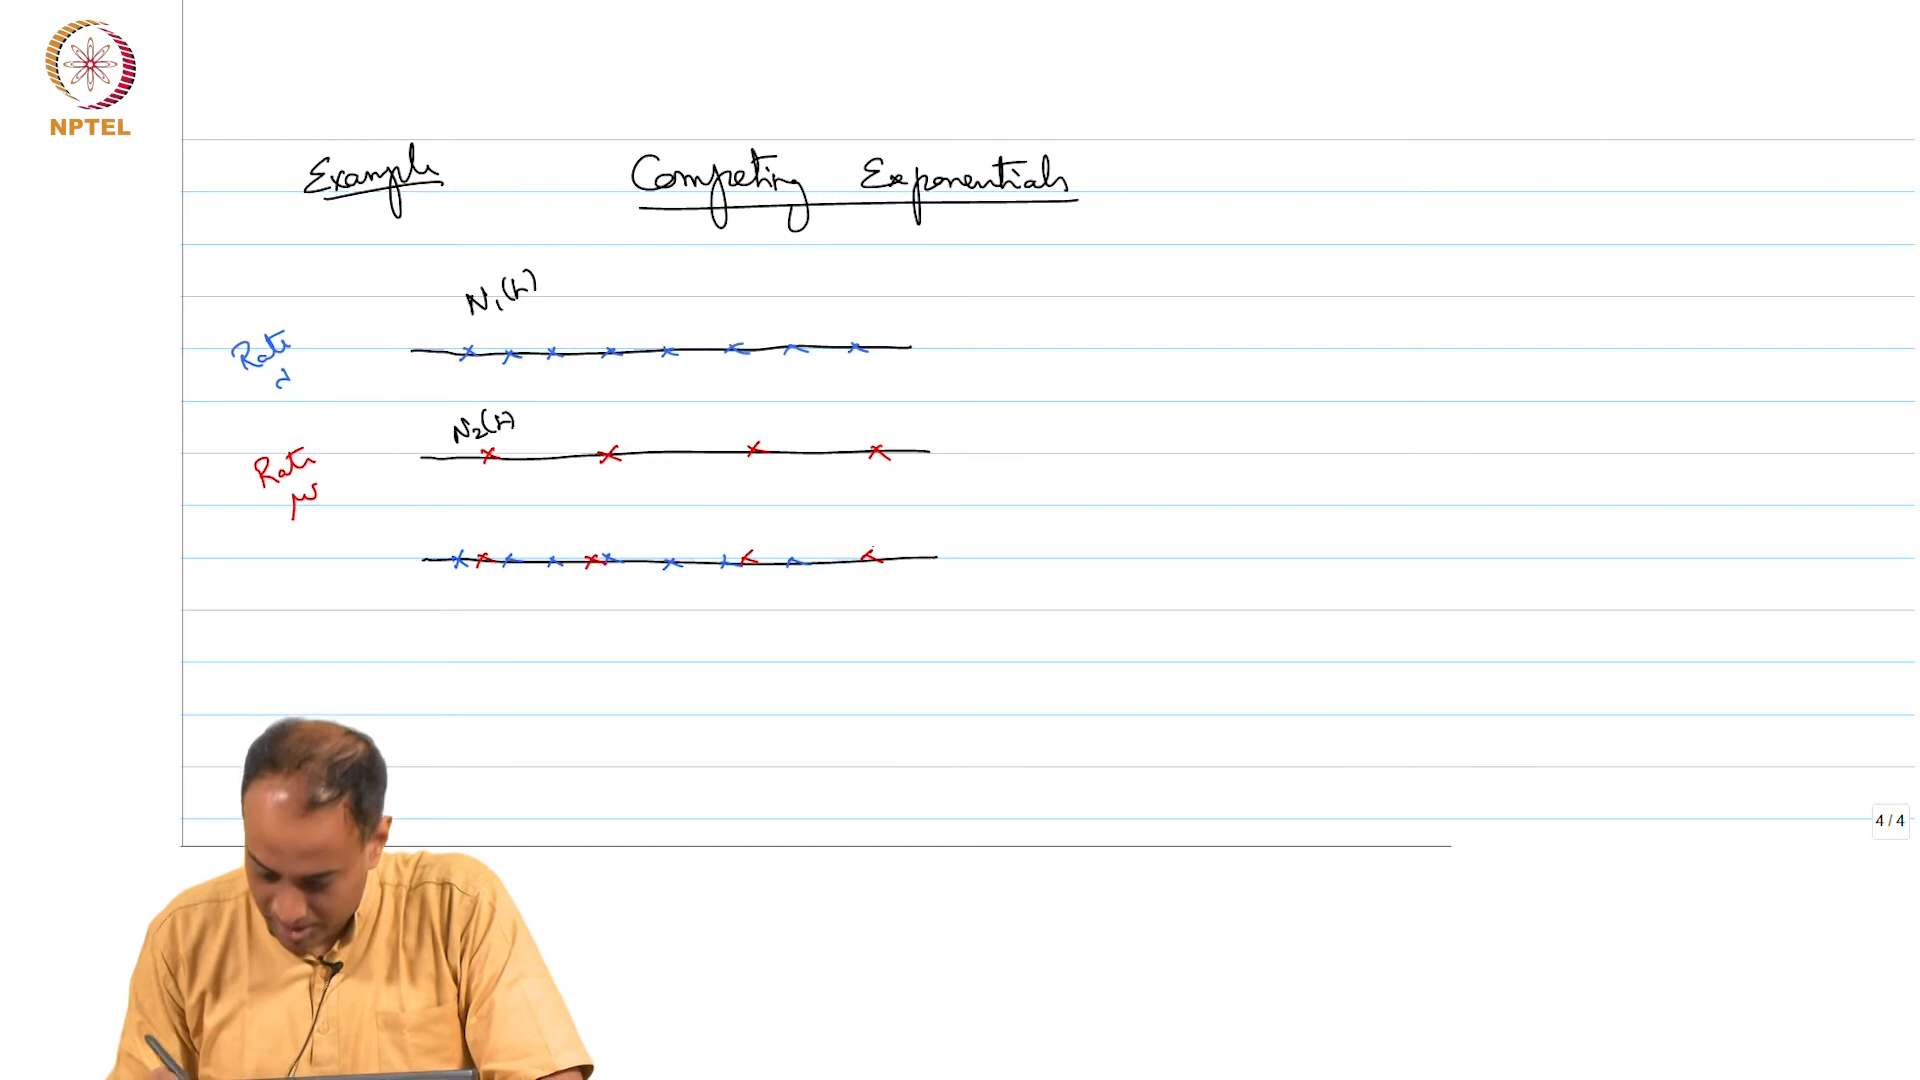 NPTEL
Example Competing Exponentials
N₁(t)
Rate
λ
N₂(t)
Rate
μ
4 / 4